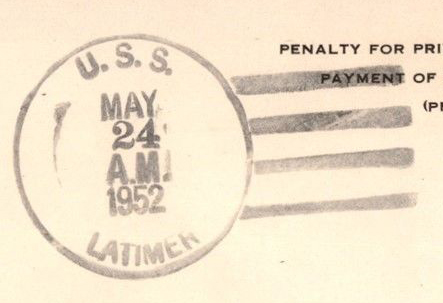 U. S. S.
MAY
24
A.M.
1952
LATIMER
PENALTY FOR PRI
PAYMENT OF
(P